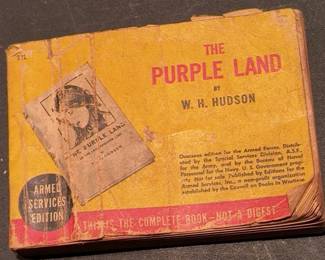 THE
PURPLE LAND
BY
W. H. HUDSON
Overseas edition for the Armed Forces. Distrib-
uted by the Special Services Division, A.S.F.,
for the Army, and by the Bureau of Naval
Personnel for the Navy. U. S. Government prop-
erty. Not for sale. Published by Editions for the
Armed Services, Inc., a non-profit organization
established by the Council on Books in Wartime.
THE PURPLE LAND
ARMED
SERVICES
EDITION
THIS IS THE COMPLETE BOOK—NOT A DIGEST